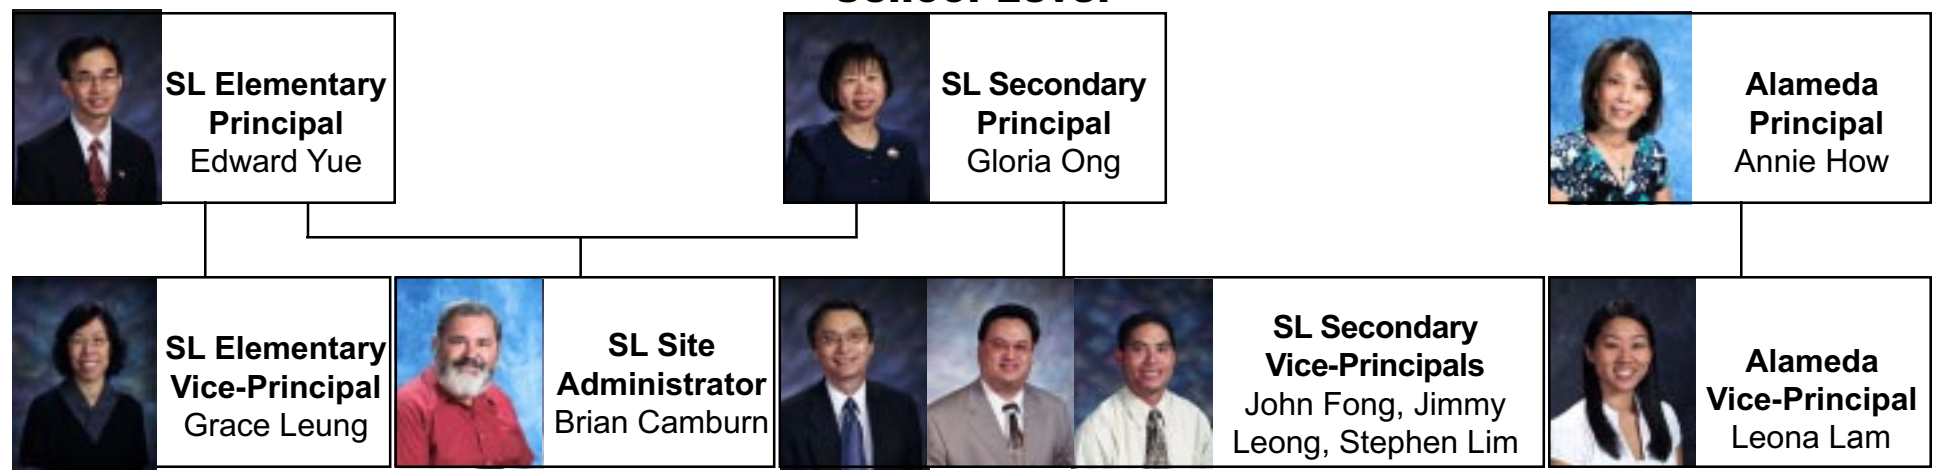 SL Elementary
Principal
Edward Yue
SL Secondary
Principal
Gloria Ong
Alameda
Principal
Annie How
SL Elementary
Vice-Principal
Grace Leung
SL Site
Administrator
Brian Camburn
SL Secondary
Vice-Principals
John Fong, Jimmy
Leong, Stephen Lim
Alameda
Vice-Principal
Leona Lam